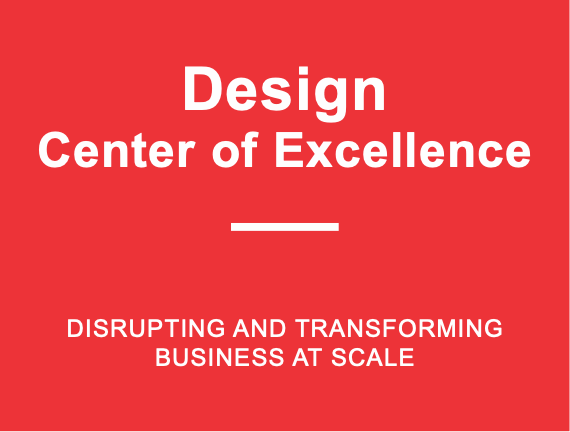 Design
Center of Excellence
DISRUPTING AND TRANSFORMING
BUSINESS AT SCALE